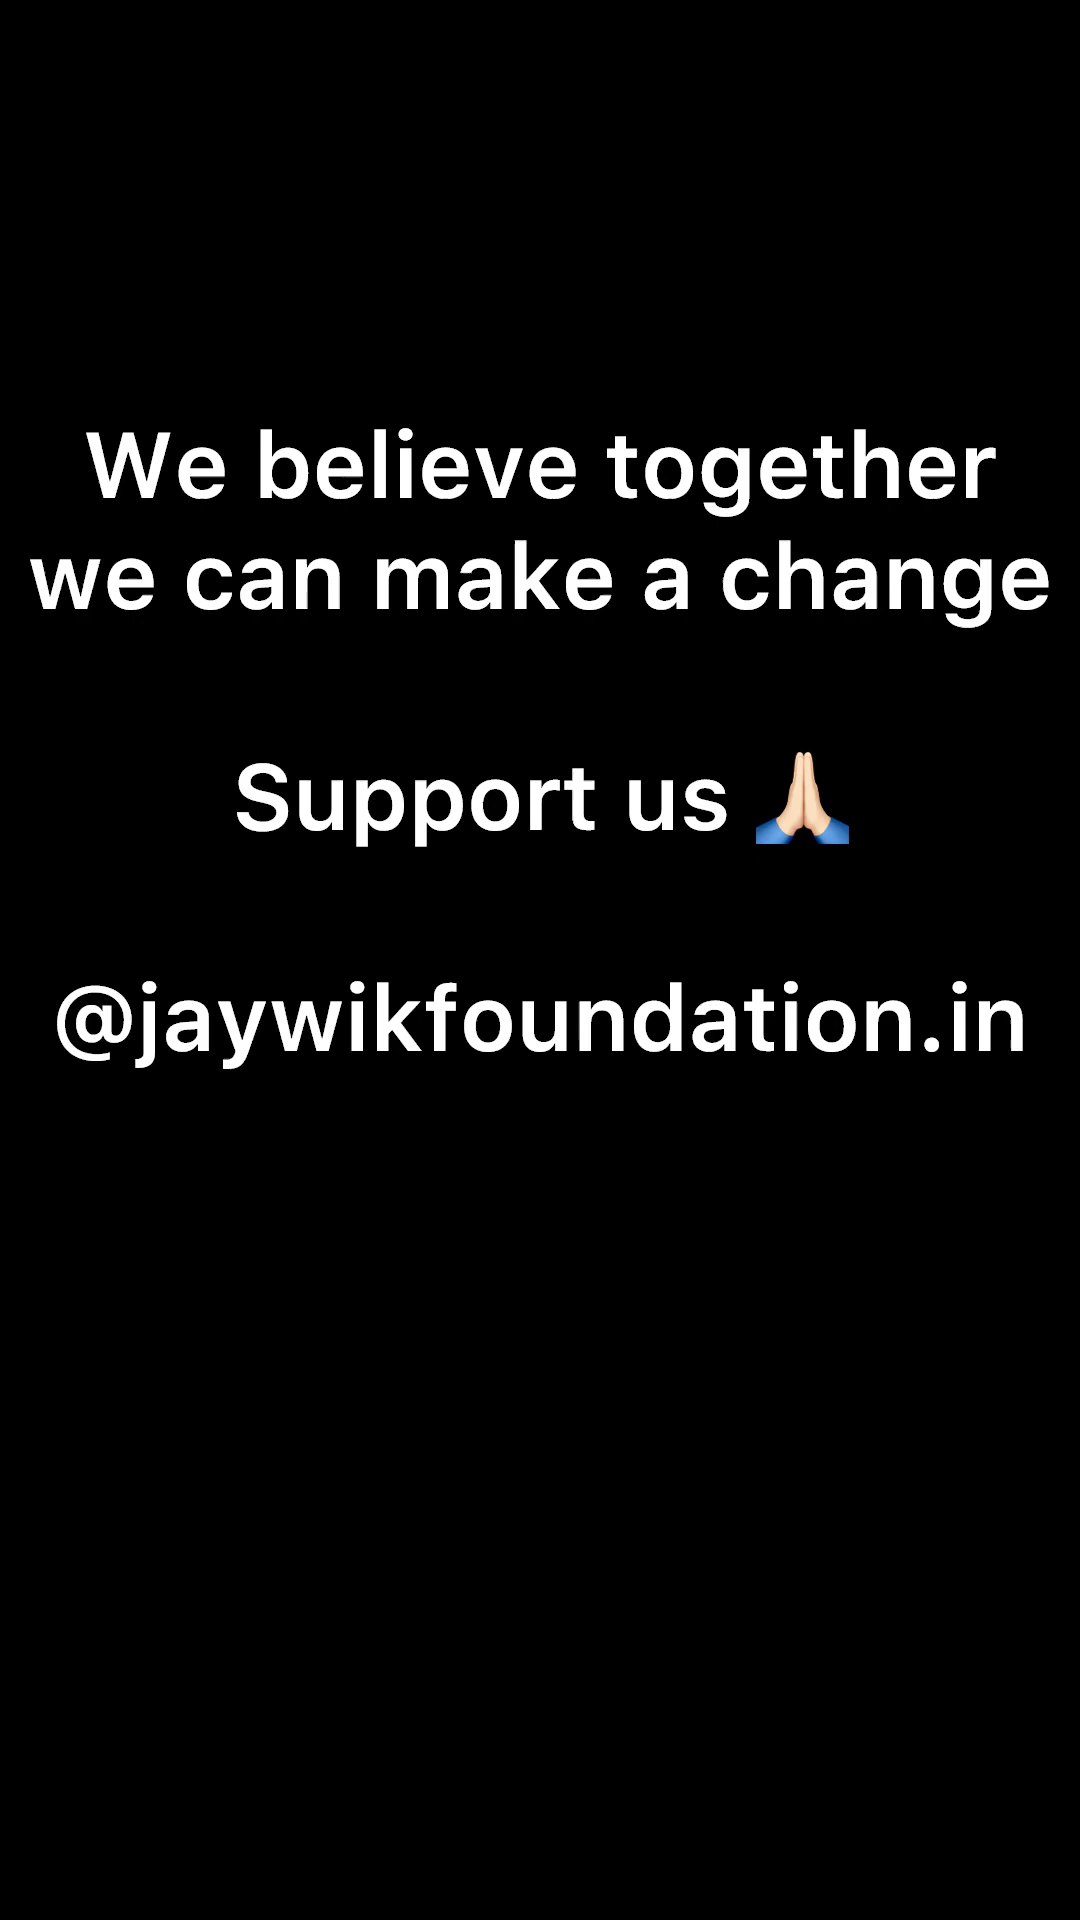 We believe together
we can make a change
Support us 🙏🏻
@jaywikfoundation.in